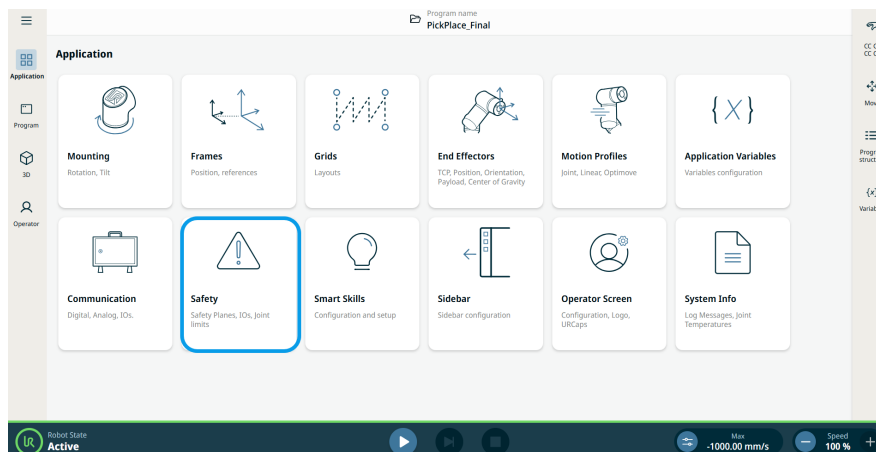 Program name
PickPlace_Final
Application
Application
Program
3D
Operator
Mounting
Rotation, Tilt
Frames
Position, references
Grids
Layouts
End Effectors
TCP, Position, Orientation,
Payload, Center of Gravity
Motion Profiles
Joint, Linear, Optimove
Application Variables
Variables configuration
Communication
Digital, Analog, IOs.
Safety
Safety Planes, IOs, Joint
limits
Smart Skills
Configuration and setup
Sidebar
Sidebar configuration
Operator Screen
Configuration, Logo,
URCaps
System Info
Log Messages, Joint
Temperatures
Robot State
Active
Max
-1000.00 mm/s
Speed
100 %